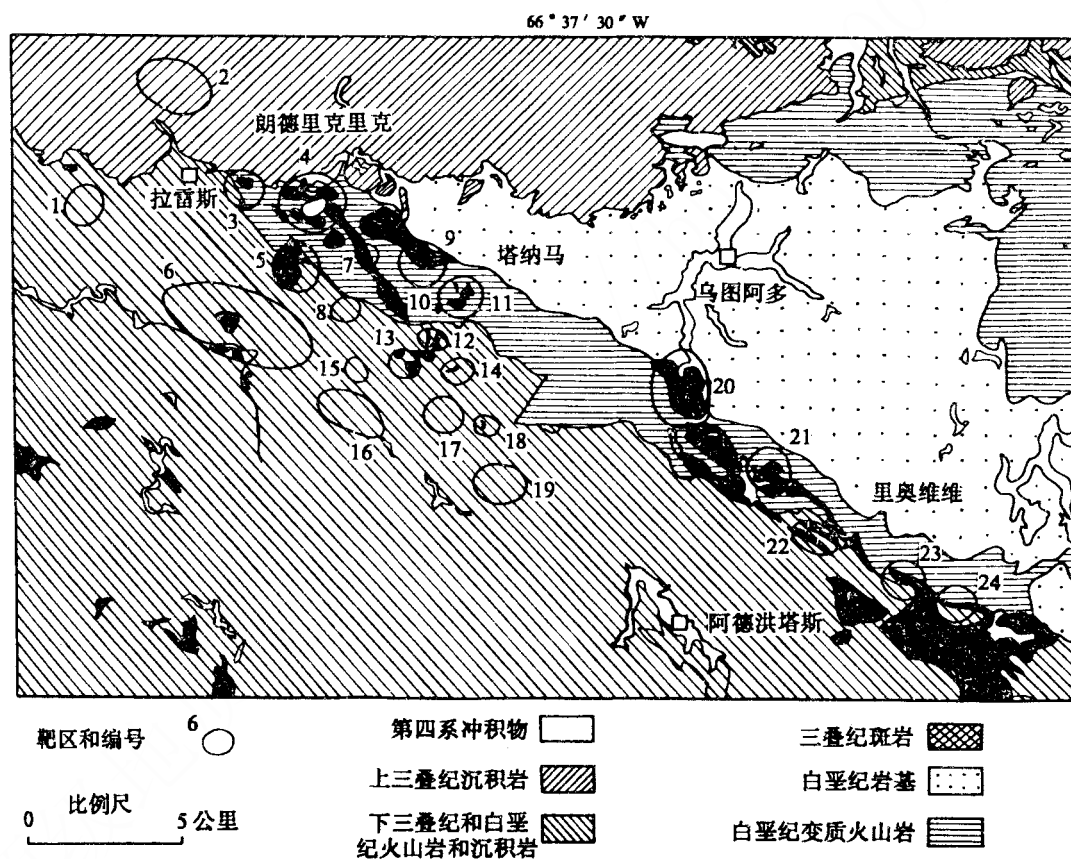 66°37′30″W
2
朗德里克里克
4
1
拉雷斯
3
9
塔纳马
5
7
6
10
11
乌图阿多
8
13
12
15
14
20
16
17
18
21
19
里奥维维
22
23
24
阿德洪塔斯
靶区和编号 6
第四系冲积物
三叠纪斑岩
上三叠纪沉积岩
白垩纪岩基
比例尺
0 5 公里
下三叠纪和白垩
纪火山岩和沉积岩
白垩纪变质火山岩